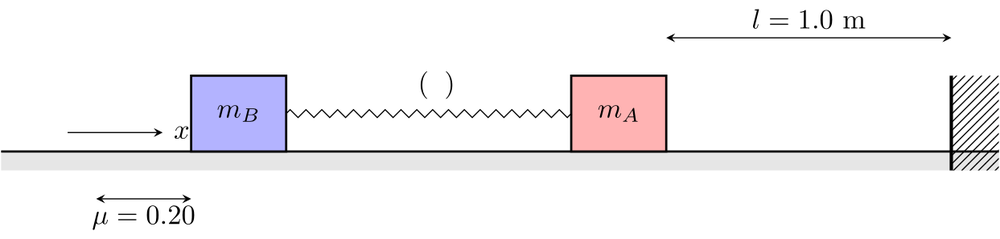 l = 1.0 m
( )
m_B
m_A
x
μ = 0.20